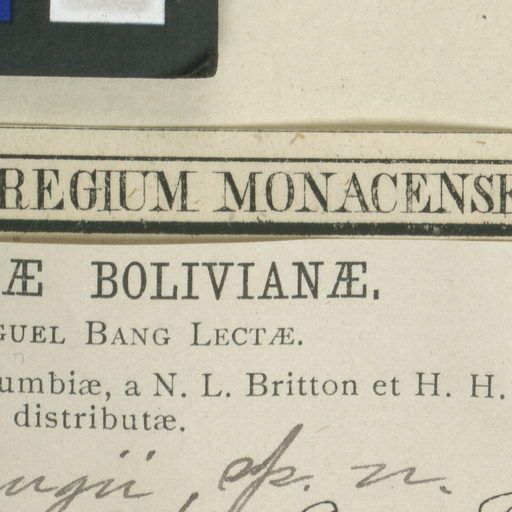 REGIUM MONACENSE
Æ BOLIVIANÆ.
GUEL BANG LECTÆ.
umbiæ, a N. L. Britton et H. H.
distributæ.
sp. n.